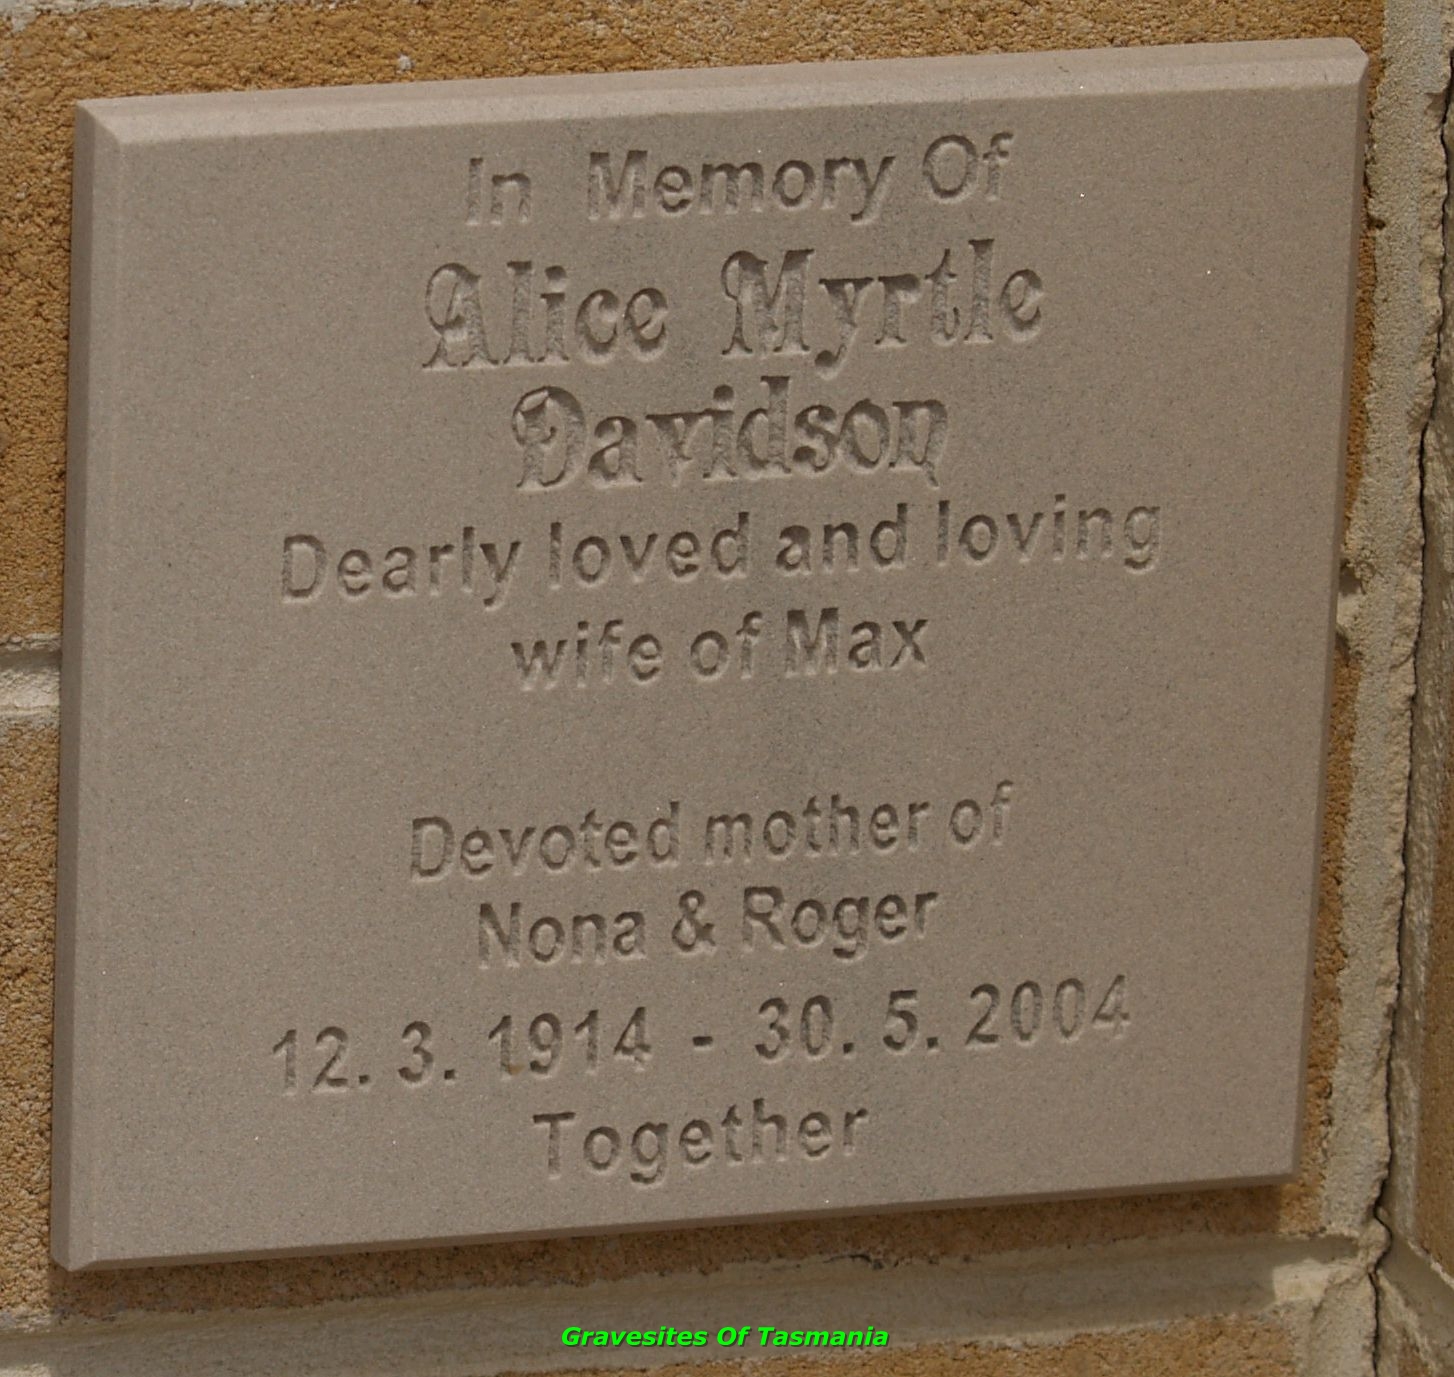 In Memory Of
Alice Myrtle
Davidson
Dearly loved and loving
wife of Max
Devoted mother of
Nona & Roger
12. 3. 1914 - 30. 5. 2004
Together
Gravesites Of Tasmania